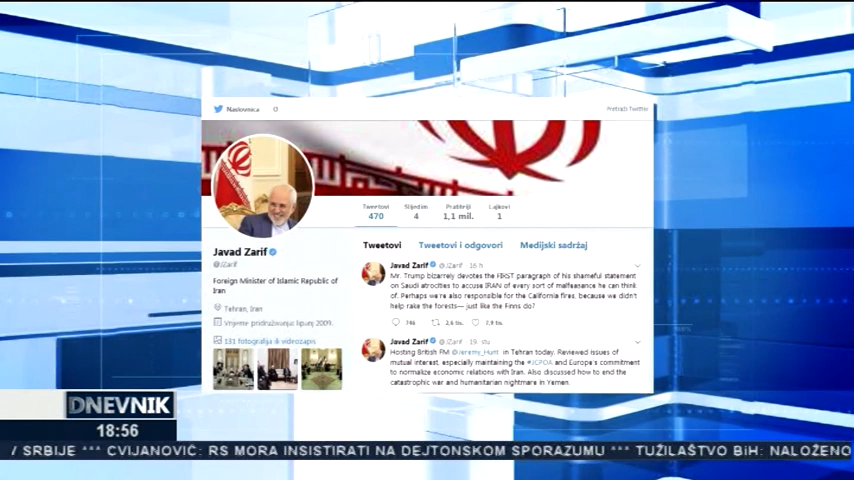 Naslovnica
Pretraži Twitter
Tweetovi
Slijedim
Pratitelji
Lajkovi
470
4
1,1 mil.
1
Javad Zarif
@JZarif
Foreign Minister of Islamic Republic of
Iran
Tehran, Iran
Vrijeme pridruživanja: lipanj 2009.
131 fotografija ili videozapis
Tweetovi
Tweetovi i odgovori
Medijski sadržaj
Javad Zarif @JZarif · 16 h
Mr. Trump bizarrely devotes the FIRST paragraph of his shameful statement
on Saudi atrocities to accuse IRAN of every sort of malfeasance he can think
of. Perhaps we're also responsible for the California fires, because we didn't
help rake the forests— just like the Finns do?
746
2,6 tis.
7,9 tis.
Javad Zarif @JZarif · 19. stu
Hosting British FM @Jeremy_Hunt in Tehran today. Reviewed issues of
mutual interest, especially maintaining the #JCPOA and Europe's commitment
to normalize economic relations with Iran. Also discussed how to end the
catastrophic war and humanitarian nightmare in Yemen.
DNEVNIK
18:56
/ SRBIJE *** CVIJANOVIĆ: RS MORA INSISTIRATI NA DEJTONSKOM SPORAZUMU *** TUŽILAŠTVO BiH: NALOŽENO